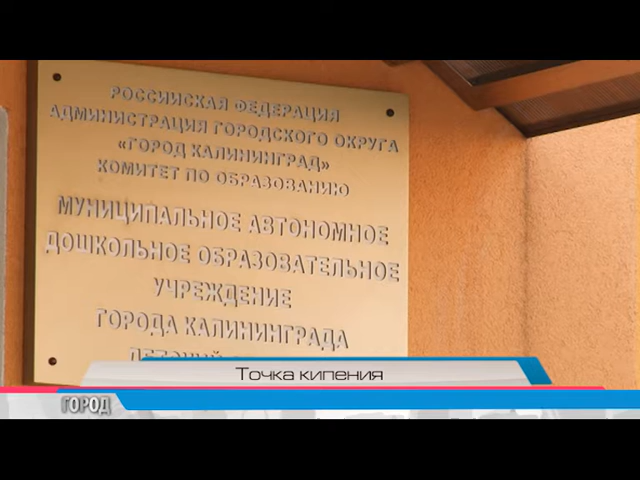 РОССИЙСКАЯ ФЕДЕРАЦИЯ
АДМИНИСТРАЦИЯ ГОРОДСКОГО ОКРУГА
«ГОРОД КАЛИНИНГРАД»
КОМИТЕТ ПО ОБРАЗОВАНИЮ
МУНИЦИПАЛЬНОЕ АВТОНОМНОЕ
ДОШКОЛЬНОЕ ОБРАЗОВАТЕЛЬНОЕ
УЧРЕЖДЕНИЕ
ГОРОДА КАЛИНИНГРАДА
ДЕТСКИЙ
Точка кипения
ГОРОД